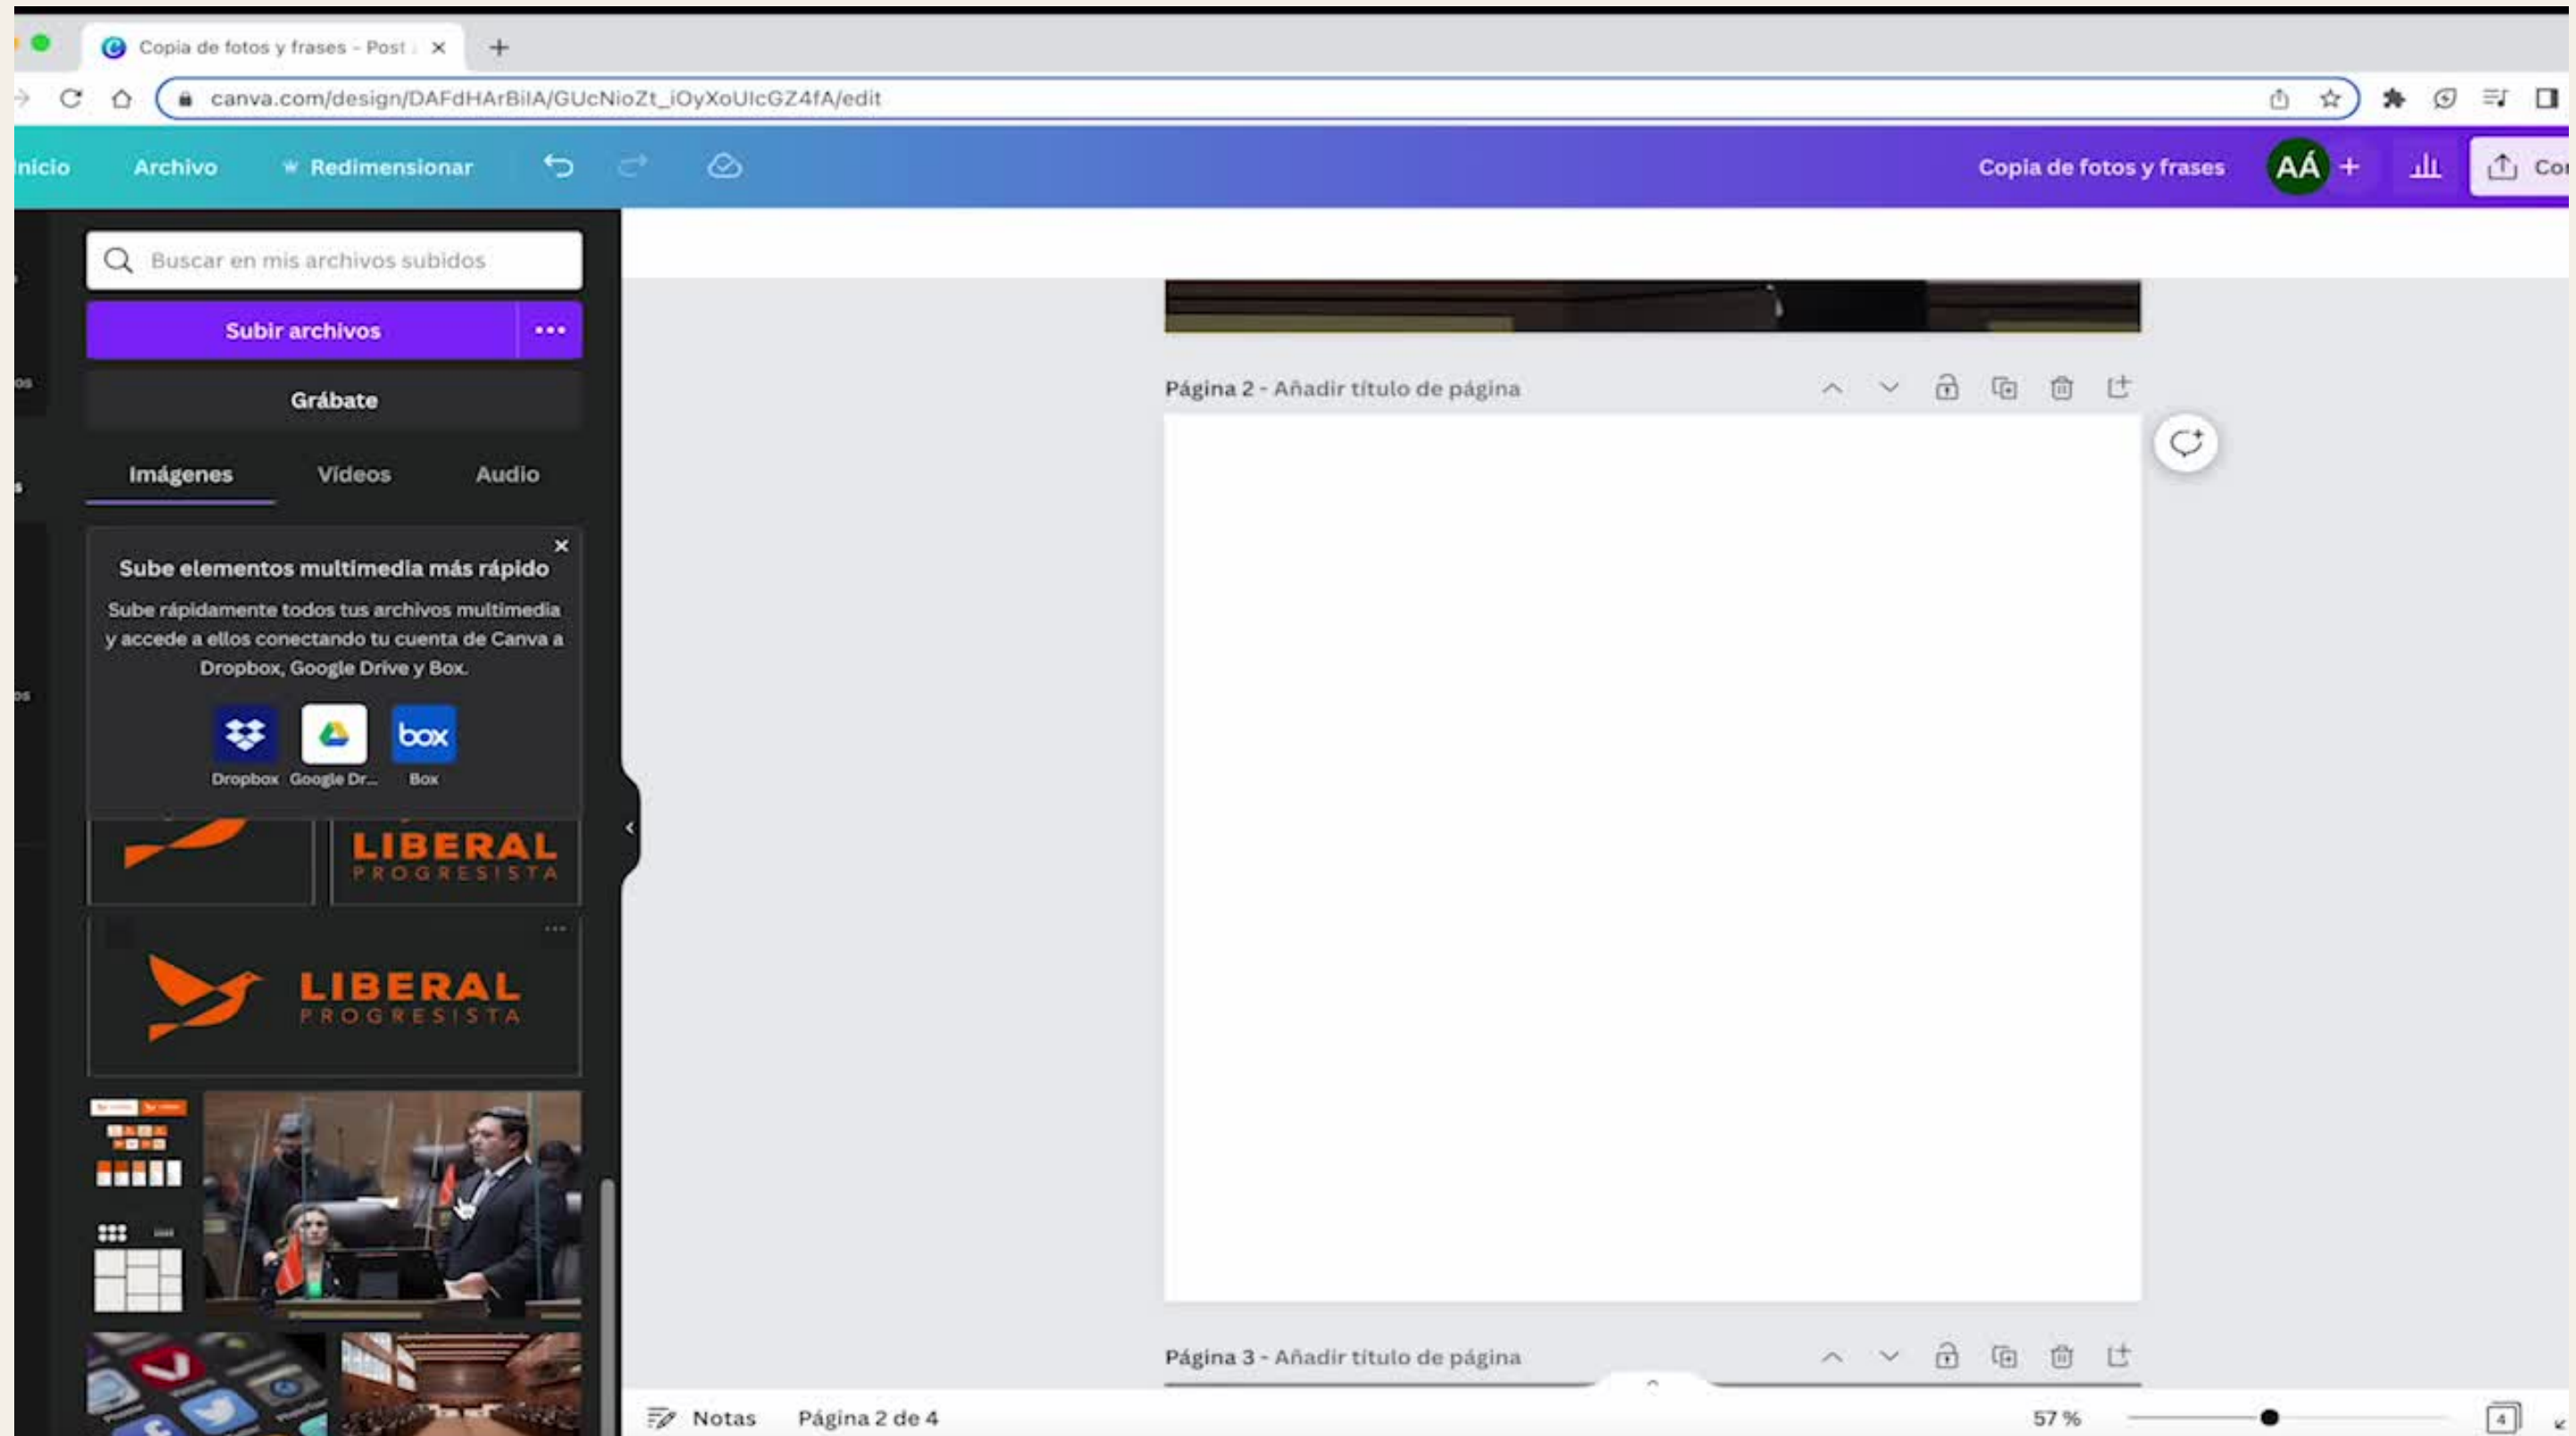 Copia de fotos y frases - Post
canva.com/design/DAFdHArBiIA/GUcNioZt_iOyXoUIcGZ4fA/edit
Inicio Archivo Redimensionar Copia de fotos y frases AÁ +
Buscar en mis archivos subidos
Subir archivos
Grábate
Imágenes Vídeos Audio
Sube elementos multimedia más rápido
Sube rápidamente todos tus archivos multimedia
y accede a ellos conectando tu cuenta de Canva a
Dropbox, Google Drive y Box.
box
Dropbox Google Dr... Box
LIBERAL
PROGRESISTA
LIBERAL
PROGRESISTA
Página 2 - Añadir título de página
Página 3 - Añadir título de página
Notas Página 2 de 4 57 % 4